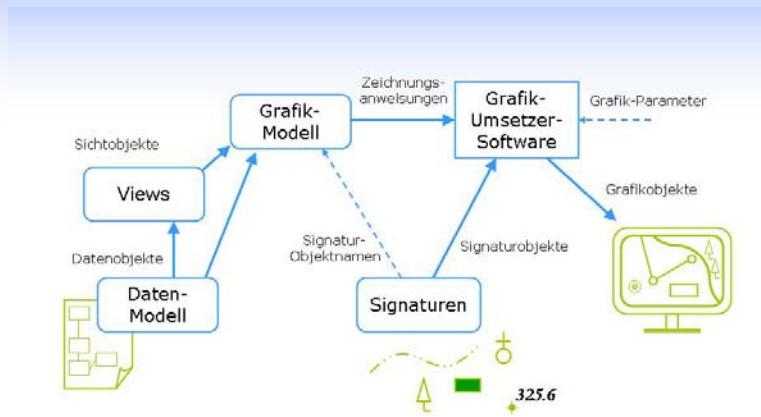 Zeichnungs-
anweisungen
Grafik-
Modell
Grafik-
Umsetzer-
Software
Grafik-Parameter
Sichtobjekte
Views
Grafikobjekte
Signatur-
Objektnamen
Signaturobjekte
Datenobjekte
Daten-
Modell
Signaturen
325.6